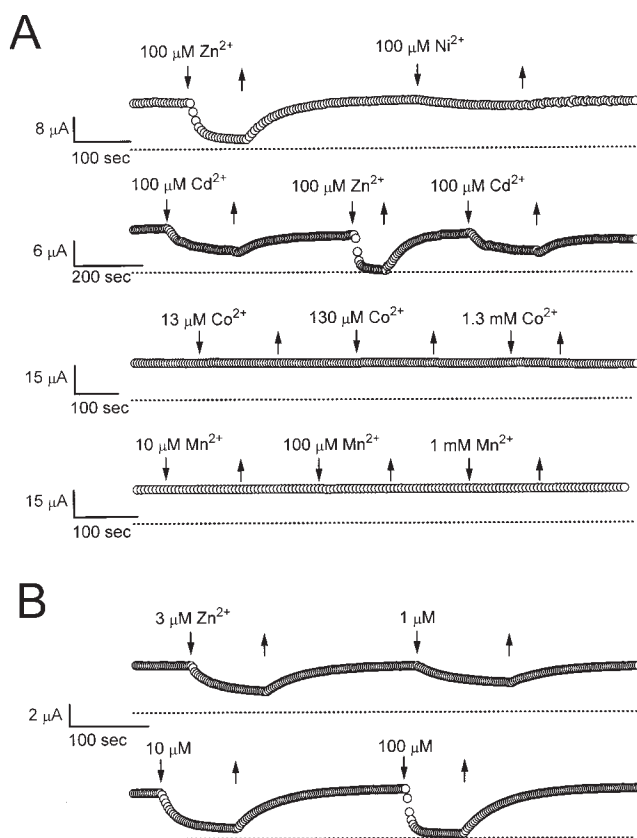 A
100 μM Zn2+ 100 μM Ni2+
8 μA
100 sec
100 μM Cd2+ 100 μM Zn2+ 100 μM Cd2+
6 μA
200 sec
13 μM Co2+ 130 μM Co2+ 1.3 mM Co2+
15 μA
100 sec
10 μM Mn2+ 100 μM Mn2+ 1 mM Mn2+
15 μA
100 sec
B
3 μM Zn2+ 1 μM
2 μA
100 sec
10 μM 100 μM